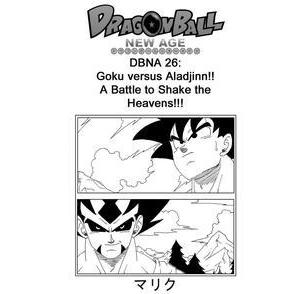 DRAGONBALL
NEW AGE
DBNA 26:
Goku versus Aladjinn!!
A Battle to Shake the
Heavens!!!
マリク